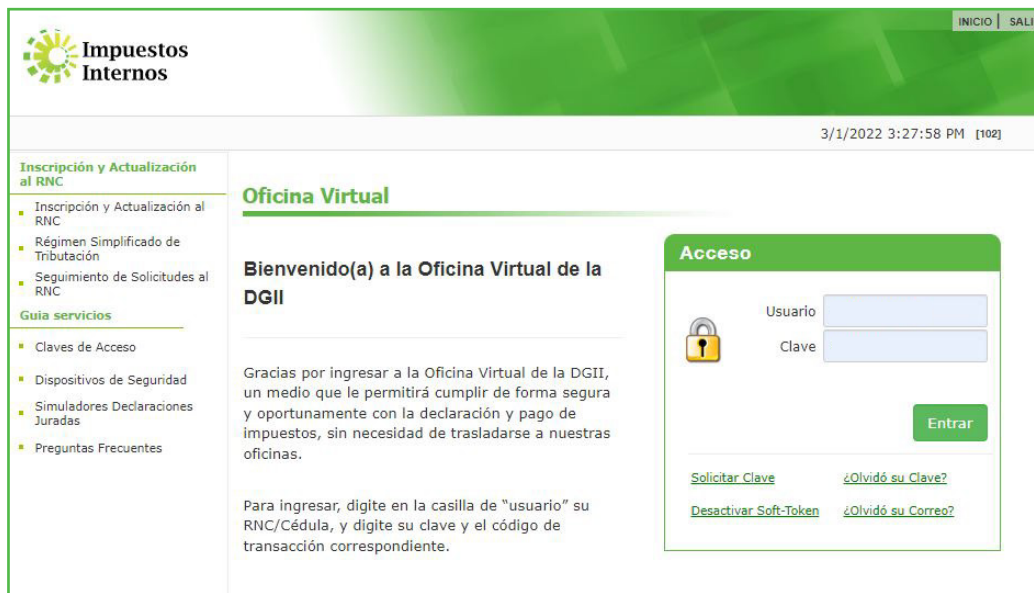 Impuestos
Internos
INICIO | SALI
3/1/2022 3:27:58 PM [102]
Inscripción y Actualización
al RNC
Inscripción y Actualización al
RNC
Régimen Simplificado de
Tributación
Seguimiento de Solicitudes al
RNC
Guia servicios
Claves de Acceso
Dispositivos de Seguridad
Simuladores Declaraciones
Juradas
Preguntas Frecuentes
Oficina Virtual
Bienvenido(a) a la Oficina Virtual de la
DGII
Gracias por ingresar a la Oficina Virtual de la DGII,
un medio que le permitirá cumplir de forma segura
y oportunamente con la declaración y pago de
impuestos, sin necesidad de trasladarse a nuestras
oficinas.
Para ingresar, digite en la casilla de “usuario” su
RNC/Cédula, y digite su clave y el código de
transacción correspondiente.
Acceso
Usuario
Clave
Entrar
Solicitar Clave ¿Olvidó su Clave?
Desactivar Soft-Token ¿Olvidó su Correo?